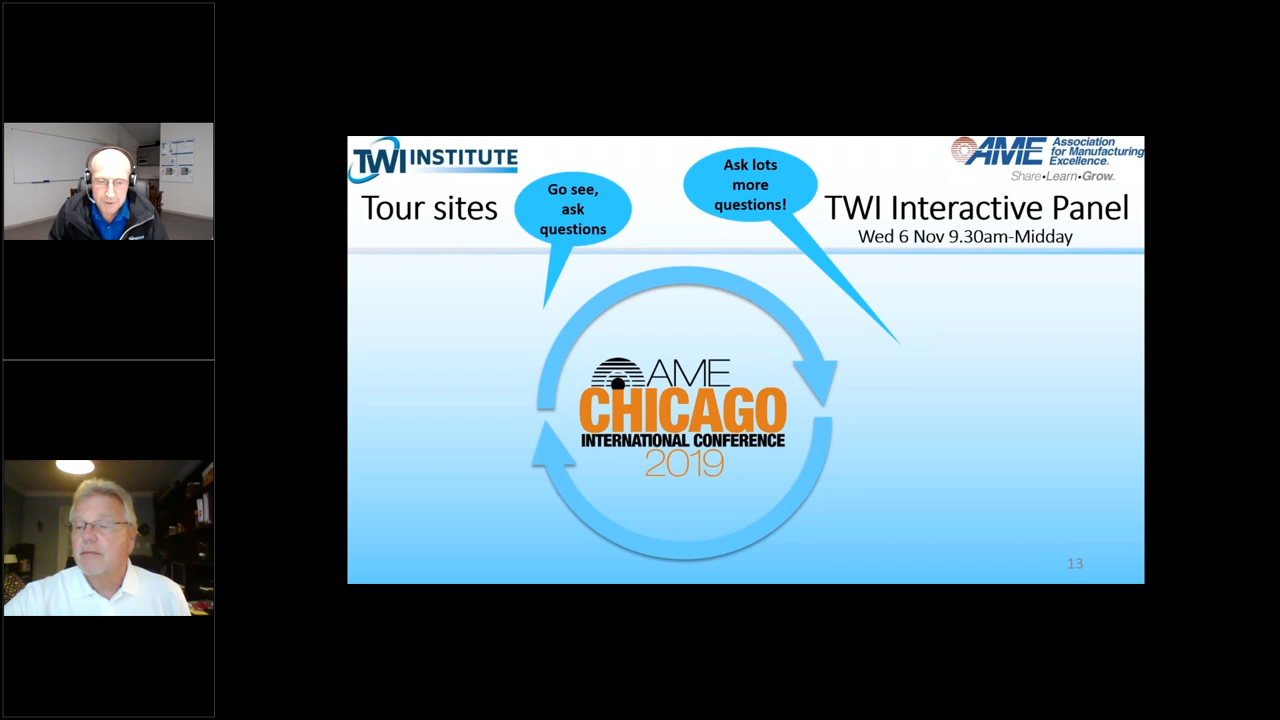 TWI INSTITUTE
AME Association
for Manufacturing
Excellence.
Share•Learn•Grow.
Tour sites
Go see,
ask
questions
Ask lots
more
questions!
TWI Interactive Panel
Wed 6 Nov 9.30am-Midday
AME
CHICAGO
INTERNATIONAL CONFERENCE
2019
13